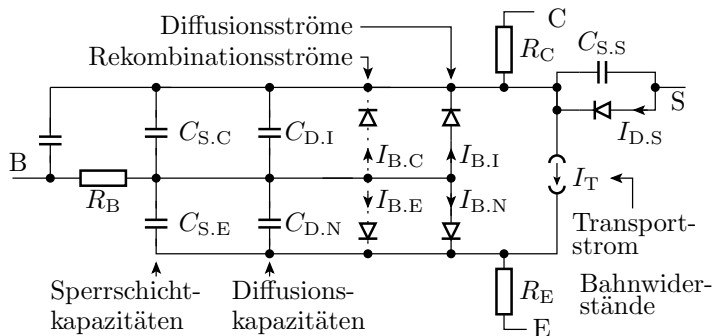 Diffusionsströme
Rekombinationsströme
C
R_C
C_S.S
S
I_D.S
C_S.C
C_D.I
I_B.C
I_B.I
B
R_B
I_T
C_S.E
C_D.N
I_B.E
I_B.N
Transport-
strom
Sperrschicht-
kapazitäten
Diffusions-
kapazitäten
R_E
E
Bahnwider-
stände